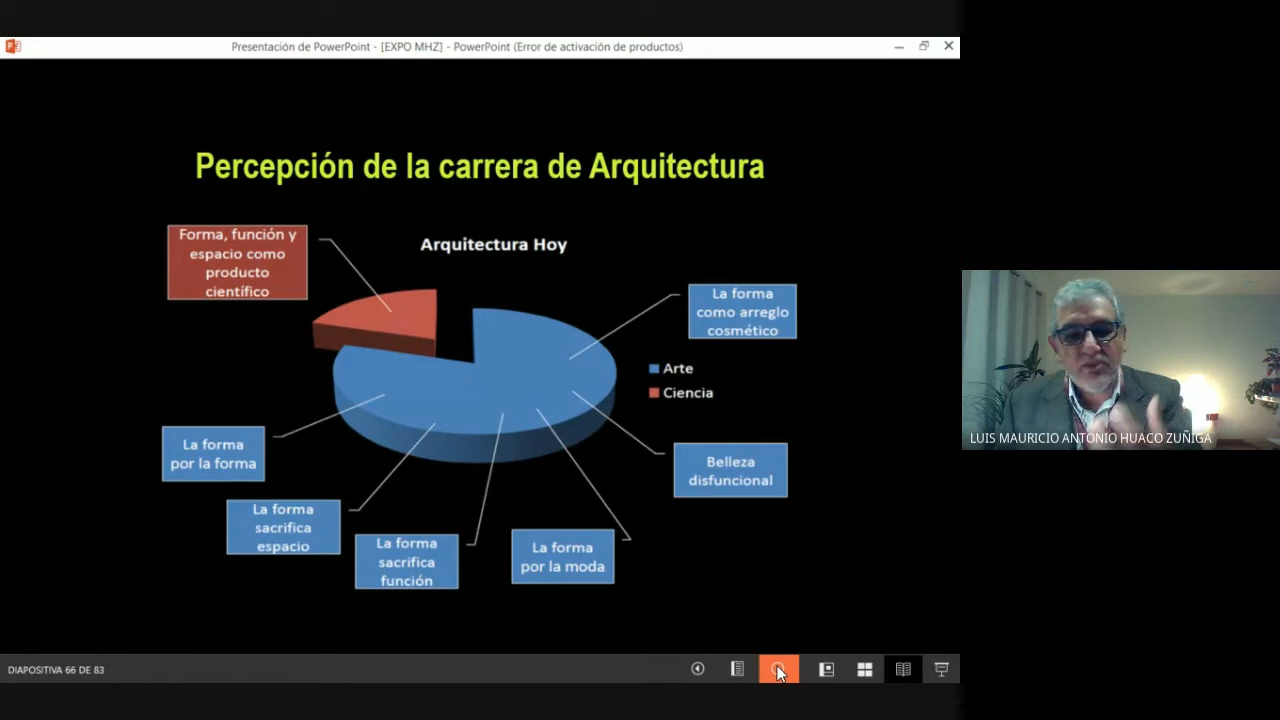 Presentación de PowerPoint - [EXPO MHZ] - PowerPoint (Error de activación de productos)
Percepción de la carrera de Arquitectura
Arquitectura Hoy
Forma, función y
espacio como
producto
científico
La forma
como arreglo
cosmético
Arte
Ciencia
La forma
por la forma
Belleza
disfuncional
La forma
sacrifica
espacio
La forma
sacrifica
función
La forma
por la moda
LUIS MAURICIO ANTONIO HUACO ZUÑIGA
DIAPOSITIVA 66 DE 83